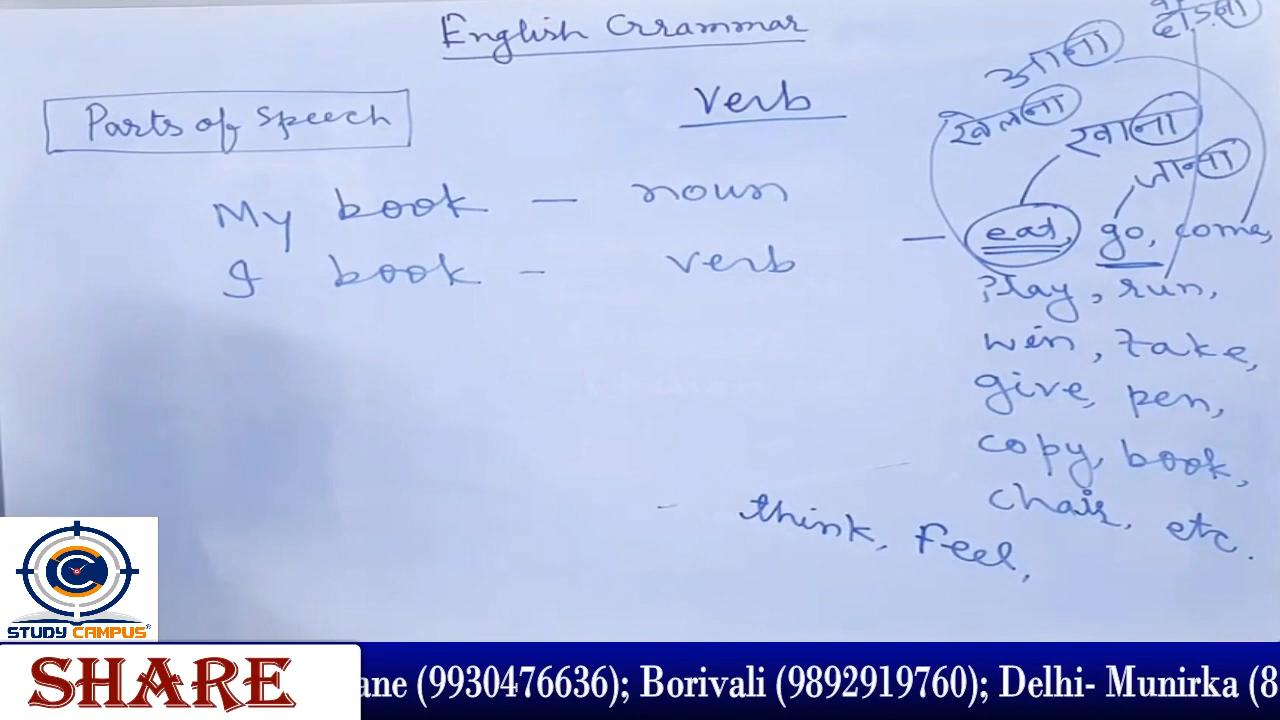 English Grammar
दौड़ना
आना
Parts of Speech
Verb
खेलना
खाना
जाना
My book – noun
– eat, go, come,
I book – verb
Play, run,
win, take,
give, pen,
copy, book,
chair, etc.
– think, Feel,
STUDY CAMPUS
SHARE
ane (9930476636); Borivali (9892919760); Delhi- Munirka (8